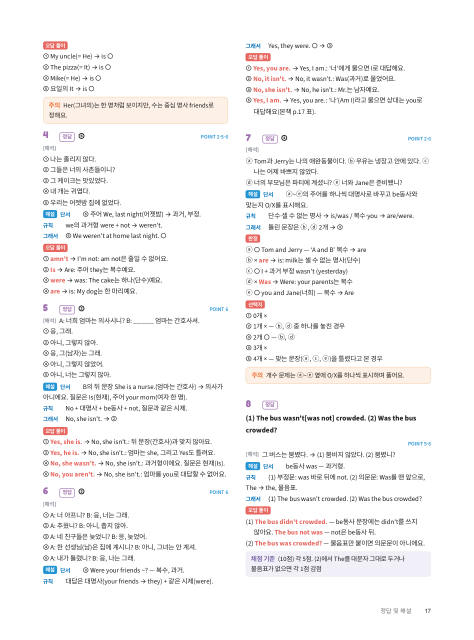 오답 풀이
① My uncle(= He) → is ○
② The pizza(= It) → is ○
③ Mike(= He) → is ○
⑤ 요일의 It → is ○
주의 Her(그녀의)는 한 명처럼 보이지만, 수는 중심 명사 friends로
정해요.
4 정답 ⑤ POINT 2·5·6
[해석]
① 나는 졸리지 않다.
② 그들은 너의 사촌들이니?
③ 그 케이크는 맛있었다.
④ 내 개는 귀엽다.
⑤ 우리는 어젯밤 집에 없었다.
해설 단서 ⑤ 주어 We, last night(어젯밤) → 과거, 부정.
규칙 we의 과거형 were + not → weren't.
그래서 ⑤ We weren't at home last night. ○
오답 풀이
① amn't → I'm not: am not은 줄일 수 없어요.
② Is → Are: 주어 they는 복수예요.
③ were → was: The cake는 하나(단수)예요.
④ are → is: My dog는 한 마리예요.
5 정답 ② POINT 6
[해석] A: 너희 엄마는 의사시니? B: ______ 엄마는 간호사셔.
① 응, 그래.
② 아니, 그렇지 않아.
③ 응, 그(남자)는 그래.
④ 아니, 그렇지 않았어.
⑤ 아니, 너는 그렇지 않아.
해설 단서 B의 뒤 문장 She is a nurse.(엄마는 간호사) → 의사가
아니에요. 질문은 Is(현재), 주어 your mom(여자 한 명).
규칙 No + 대명사 + be동사 + not, 질문과 같은 시제.
그래서 No, she isn't. → ②
오답 풀이
① Yes, she is. → No, she isn't.: 뒤 문장(간호사)과 맞지 않아요.
③ Yes, he is. → No, she isn't.: 엄마는 she, 그리고 Yes도 틀려요.
④ No, she wasn't. → No, she isn't.: 과거형이에요. 질문은 현재(Is).
⑤ No, you aren't. → No, she isn't.: 엄마를 you로 대답할 수 없어요.
6 정답 ③ POINT 6
[해석]
① A: 너 아프니? B: 응, 너는 그래.
② A: 추웠니? B: 아니, 춥지 않아.
③ A: 네 친구들은 늦었니? B: 응, 늦었어.
④ A: 한 선생님(남)은 집에 계시니? B: 아니, 그녀는 안 계셔.
⑤ A: 내가 틀렸니? B: 응, 나는 그래.
해설 단서 ③ Were your friends ~? — 복수, 과거.
규칙 대답은 대명사(your friends → they) + 같은 시제(were).
그래서 Yes, they were. ○ → ③
오답 풀이
① Yes, you are. → Yes, I am.: '너'에게 물으면 I로 대답해요.
② No, it isn't. → No, it wasn't.: Was(과거)로 물었어요.
④ No, she isn't. → No, he isn't.: Mr.는 남자예요.
⑤ Yes, I am. → Yes, you are.: '나'(Am I)라고 물으면 상대는 you로
대답해요(본책 p.17 표).
7 정답 ③ POINT 2·6
[해석]
ⓐ Tom과 Jerry는 나의 애완동물이다. ⓑ 우유는 냉장고 안에 있다. ⓒ
나는 어제 바쁘지 않았다.
ⓓ 너의 부모님은 파티에 계셨니? ⓔ 너와 Jane은 준비됐니?
해설 단서 ⓐ~ⓔ의 주어를 하나씩 대명사로 바꾸고 be동사와
맞는지 O/X를 표시해요.
규칙 단수·셀 수 없는 명사 → is/was / 복수·you → are/were.
그래서 틀린 문장은 ⓑ, ⓓ 2개 → ③
판정
ⓐ ○ Tom and Jerry — 'A and B' 복수 → are
ⓑ × are → is: milk는 셀 수 없는 명사(단수)
ⓒ ○ I + 과거 부정 wasn't (yesterday)
ⓓ × Was → Were: your parents는 복수
ⓔ ○ you and Jane(너희) — 복수 → Are
선택지
① 0개 ×
② 1개 × — ⓑ, ⓓ 중 하나를 놓친 경우
③ 2개 ○ — ⓑ, ⓓ
④ 3개 ×
⑤ 4개 × — 맞는 문장(ⓐ, ⓒ, ⓔ)을 틀렸다고 본 경우
주의 개수 문제는 ⓐ~ⓔ 옆에 O/X를 하나씩 표시하며 풀어요.
8 정답
(1) The bus wasn't[was not] crowded. (2) Was the bus
crowded?
POINT 5·6
[해석] 그 버스는 붐볐다. → (1) 붐비지 않았다. (2) 붐볐니?
해설 단서 be동사 was — 과거형.
규칙 (1) 부정문: was 바로 뒤에 not. (2) 의문문: Was를 맨 앞으로,
The → the, 물음표.
그래서 (1) The bus wasn't crowded. (2) Was the bus crowded?
오답 풀이
(1) The bus didn't crowded. — be동사 문장에는 didn't를 쓰지
않아요. The bus not was — not은 was 뒤.
(2) The bus was crowded? — 물음표만 붙이면 의문문이 아니에요.
채점 기준 (10점) 각 5점. (2)에서 The를 대문자 그대로 두거나
물음표가 없으면 각 1점 감점
정답 및 해설 17